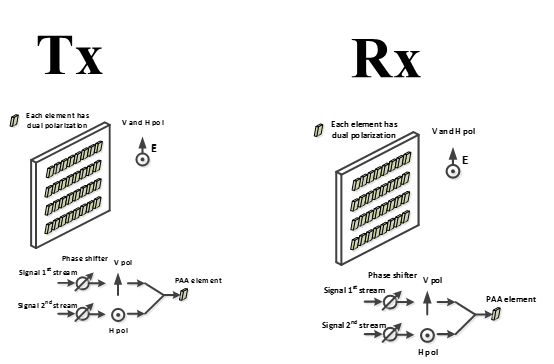 Tx
Each element has
dual polarization
V and H pol
E
Phase shifter
V pol
Signal 1st stream
PAA element
Signal 2nd stream
H pol
Rx
Each element has
dual polarization
V and H pol
E
Phase shifter
V pol
Signal 1st stream
PAA element
Signal 2nd stream
H pol